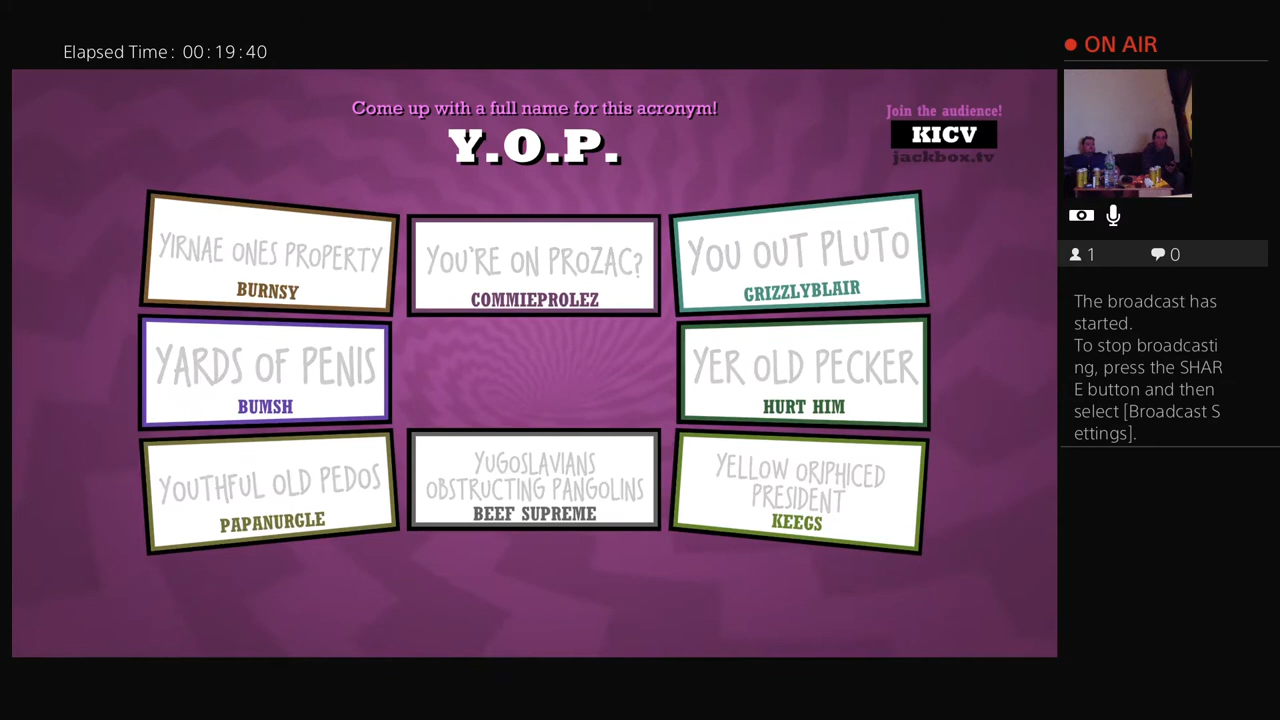 Elapsed Time: 00:19:40
ON AIR
Come up with a full name for this acronym!
Y.O.P.
Join the audience!
KICV
jackbox.tv
YIRNAE ONES PROPERTY
BURNSY
YOU'RE ON PROZAC?
COMMIEPROLEZ
YOU OUT PLUTO
GRIZZLYBLAIR
YARDS OF PENIS
BUMSH
YER OLD PECKER
HURT HIM
YOUTHFUL OLD PEDOS
PAPANURGLE
YUGOSLAVIANS
OBSTRUCTING PANGOLINS
BEEF SUPREME
YELLOW ORIPHICED
PRESIDENT
KEEGS
1
0
The broadcast has
started.
To stop broadcasti
ng, press the SHAR
E button and then
select [Broadcast S
ettings].